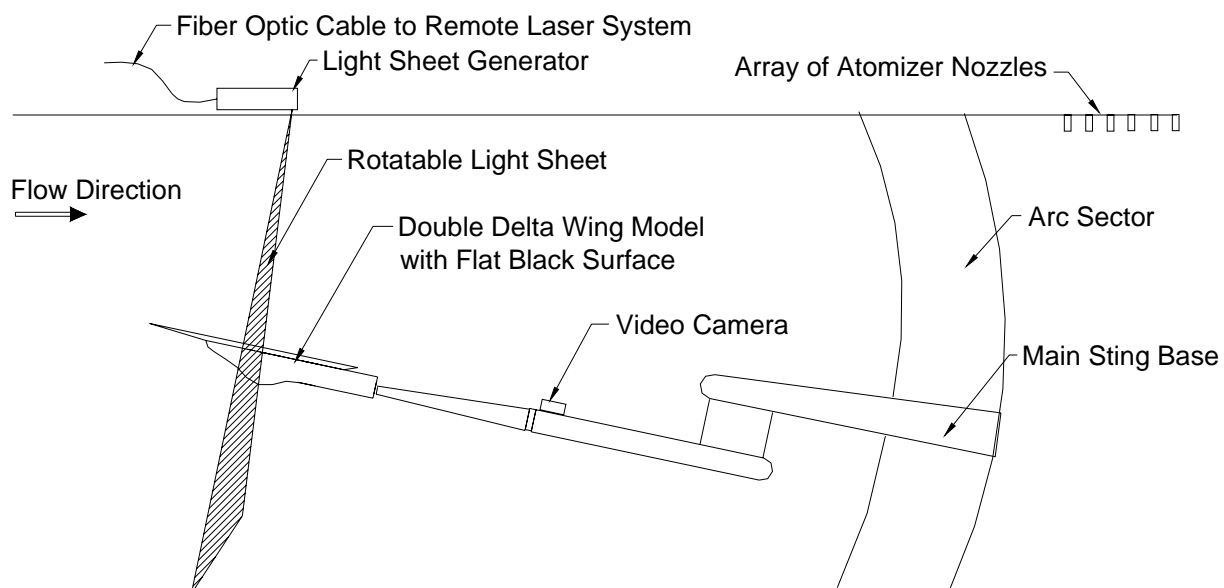 Fiber Optic Cable to Remote Laser System
Light Sheet Generator
Array of Atomizer Nozzles
Rotatable Light Sheet
Flow Direction
Double Delta Wing Model
with Flat Black Surface
Arc Sector
Video Camera
Main Sting Base